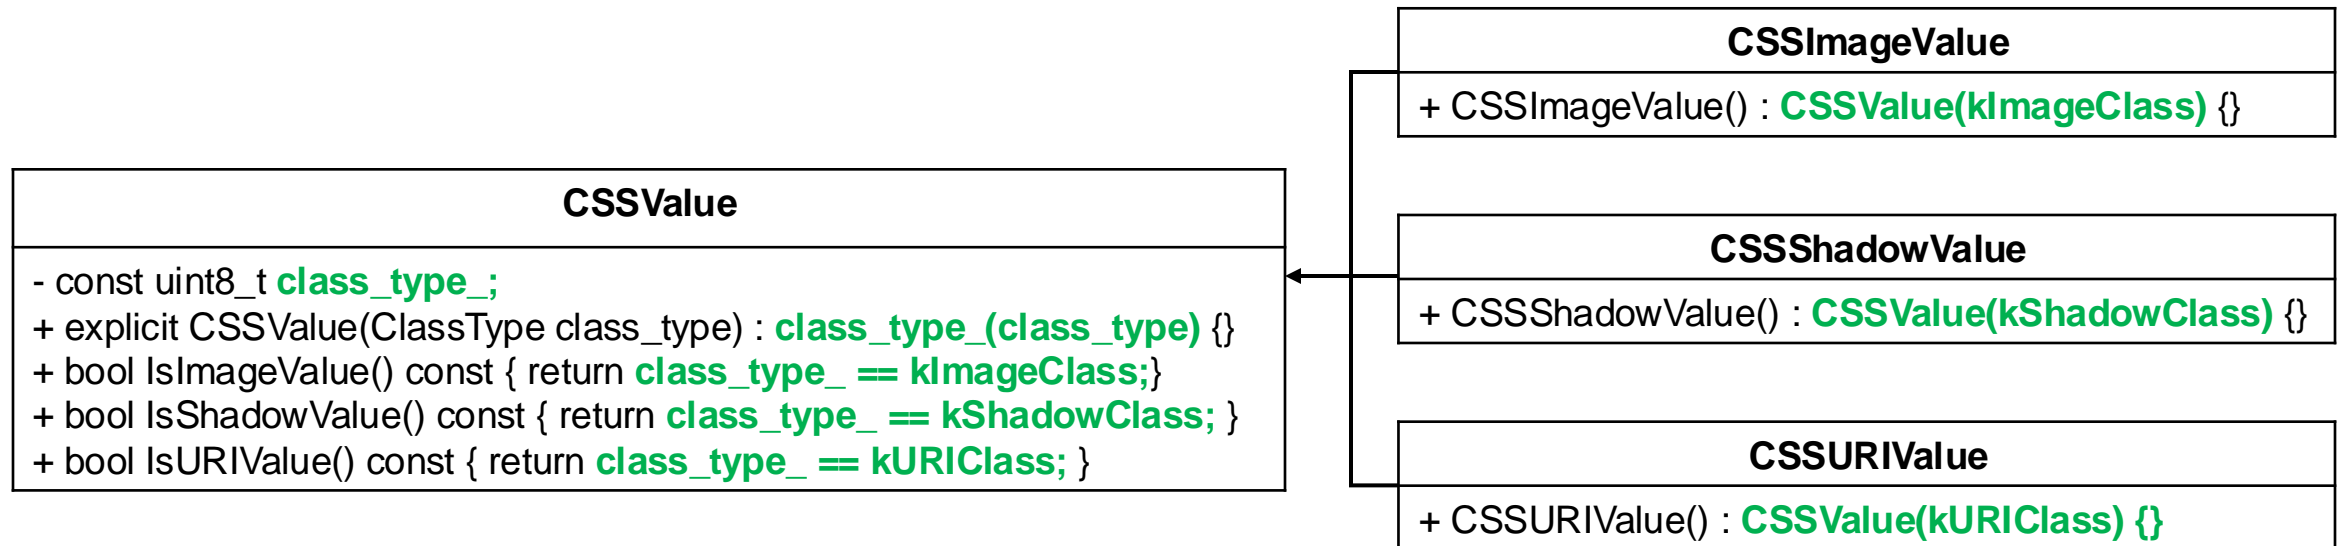 CSSValue
- const uint8_t class_type_;
+ explicit CSSValue(ClassType class_type) : class_type_(class_type) {}
+ bool IsImageValue() const { return class_type_ == kImageClass;}
+ bool IsShadowValue() const { return class_type_ == kShadowClass; }
+ bool IsURIValue() const { return class_type_ == kURIClass; }
CSSImageValue
+ CSSImageValue() : CSSValue(kImageClass) {}
CSSShadowValue
+ CSSShadowValue() : CSSValue(kShadowClass) {}
CSSURIValue
+ CSSURIValue() : CSSValue(kURIClass) {}